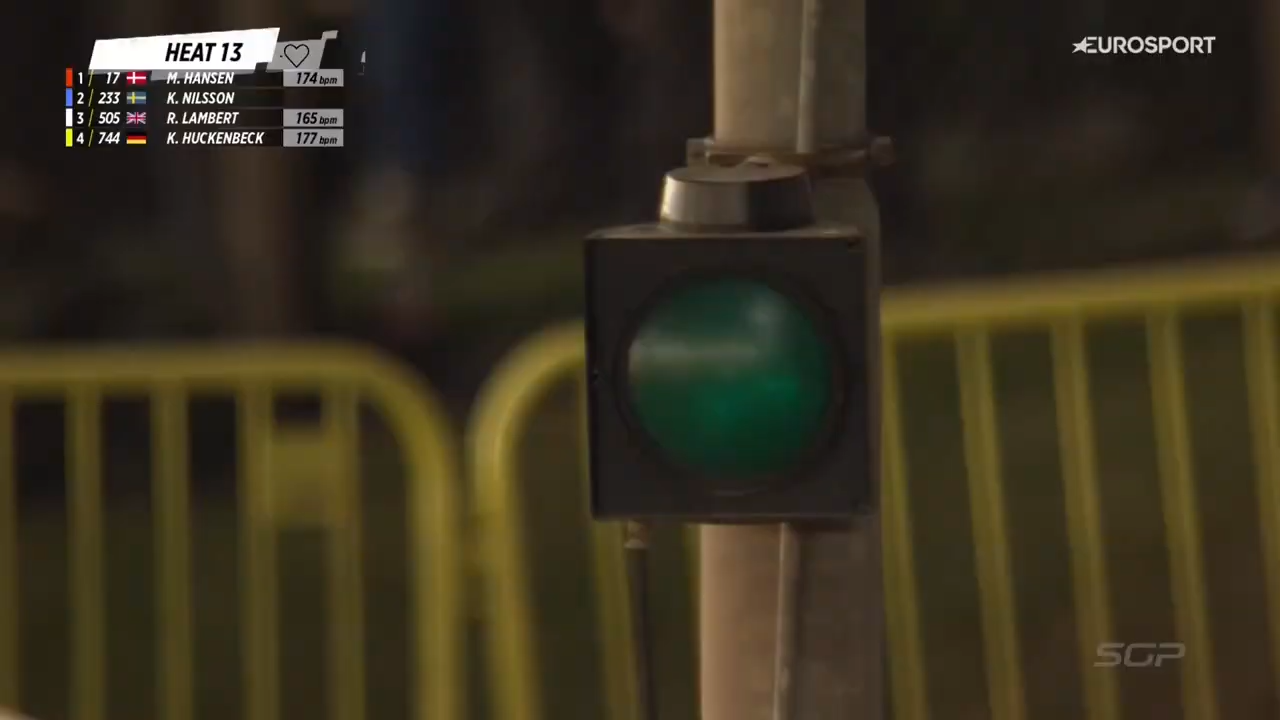 HEAT 13
1 / 17 M. HANSEN 174 bpm
2 / 233 K. NILSSON
3 / 505 R. LAMBERT 165 bpm
4 / 744 K. HUCKENBECK 177 bpm
EUROSPORT
SGP